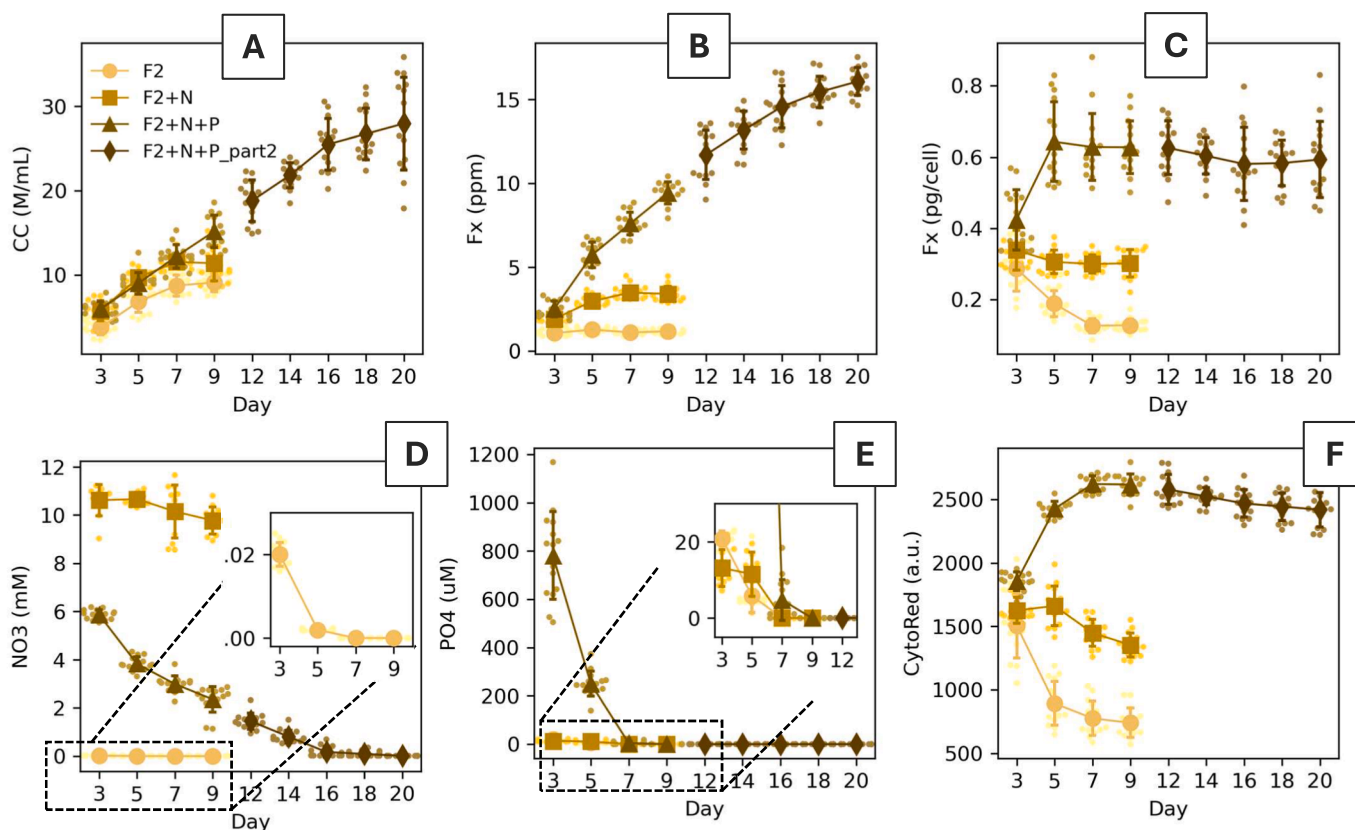 A
CC (M/mL)
30
20
10
F2
F2+N
F2+N+P
F2+N+P_part2
3 5 7 9 12 14 16 18 20
Day
B
Fx (ppm)
15
10
5
0
3 5 7 9 12 14 16 18 20
Day
C
Fx (pg/cell)
0.8
0.6
0.4
0.2
3 5 7 9 12 14 16 18 20
Day
D
NO3 (mM)
12
10
8
6
4
2
0
.02
.00
3 5 7 9
3 5 7 9 12 14 16 18 20
Day
E
PO4 (uM)
1200
1000
800
600
400
200
0
20
0
3 5 7 9 12
3 5 7 9 12 14 16 18 20
Day
F
CytoRed (a.u.)
2500
2000
1500
1000
500
3 5 7 9 12 14 16 18 20
Day